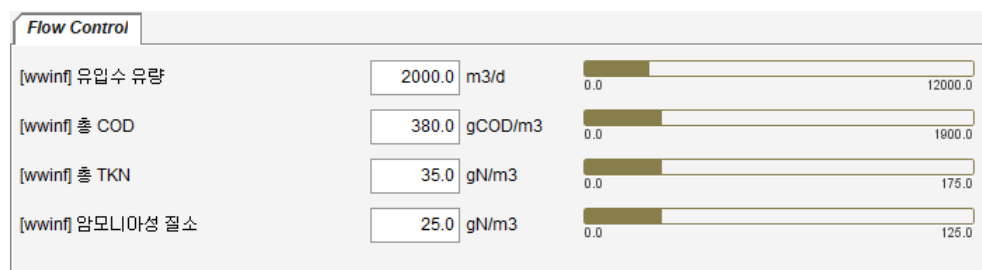 Flow Control
[wwinf] 유입수 유량 2000.0 m3/d
0.0 12000.0
[wwinf] 총 COD 380.0 gCOD/m3
0.0 1900.0
[wwinf] 총 TKN 35.0 gN/m3
0.0 175.0
[wwinf] 암모니아성 질소 25.0 gN/m3
0.0 125.0